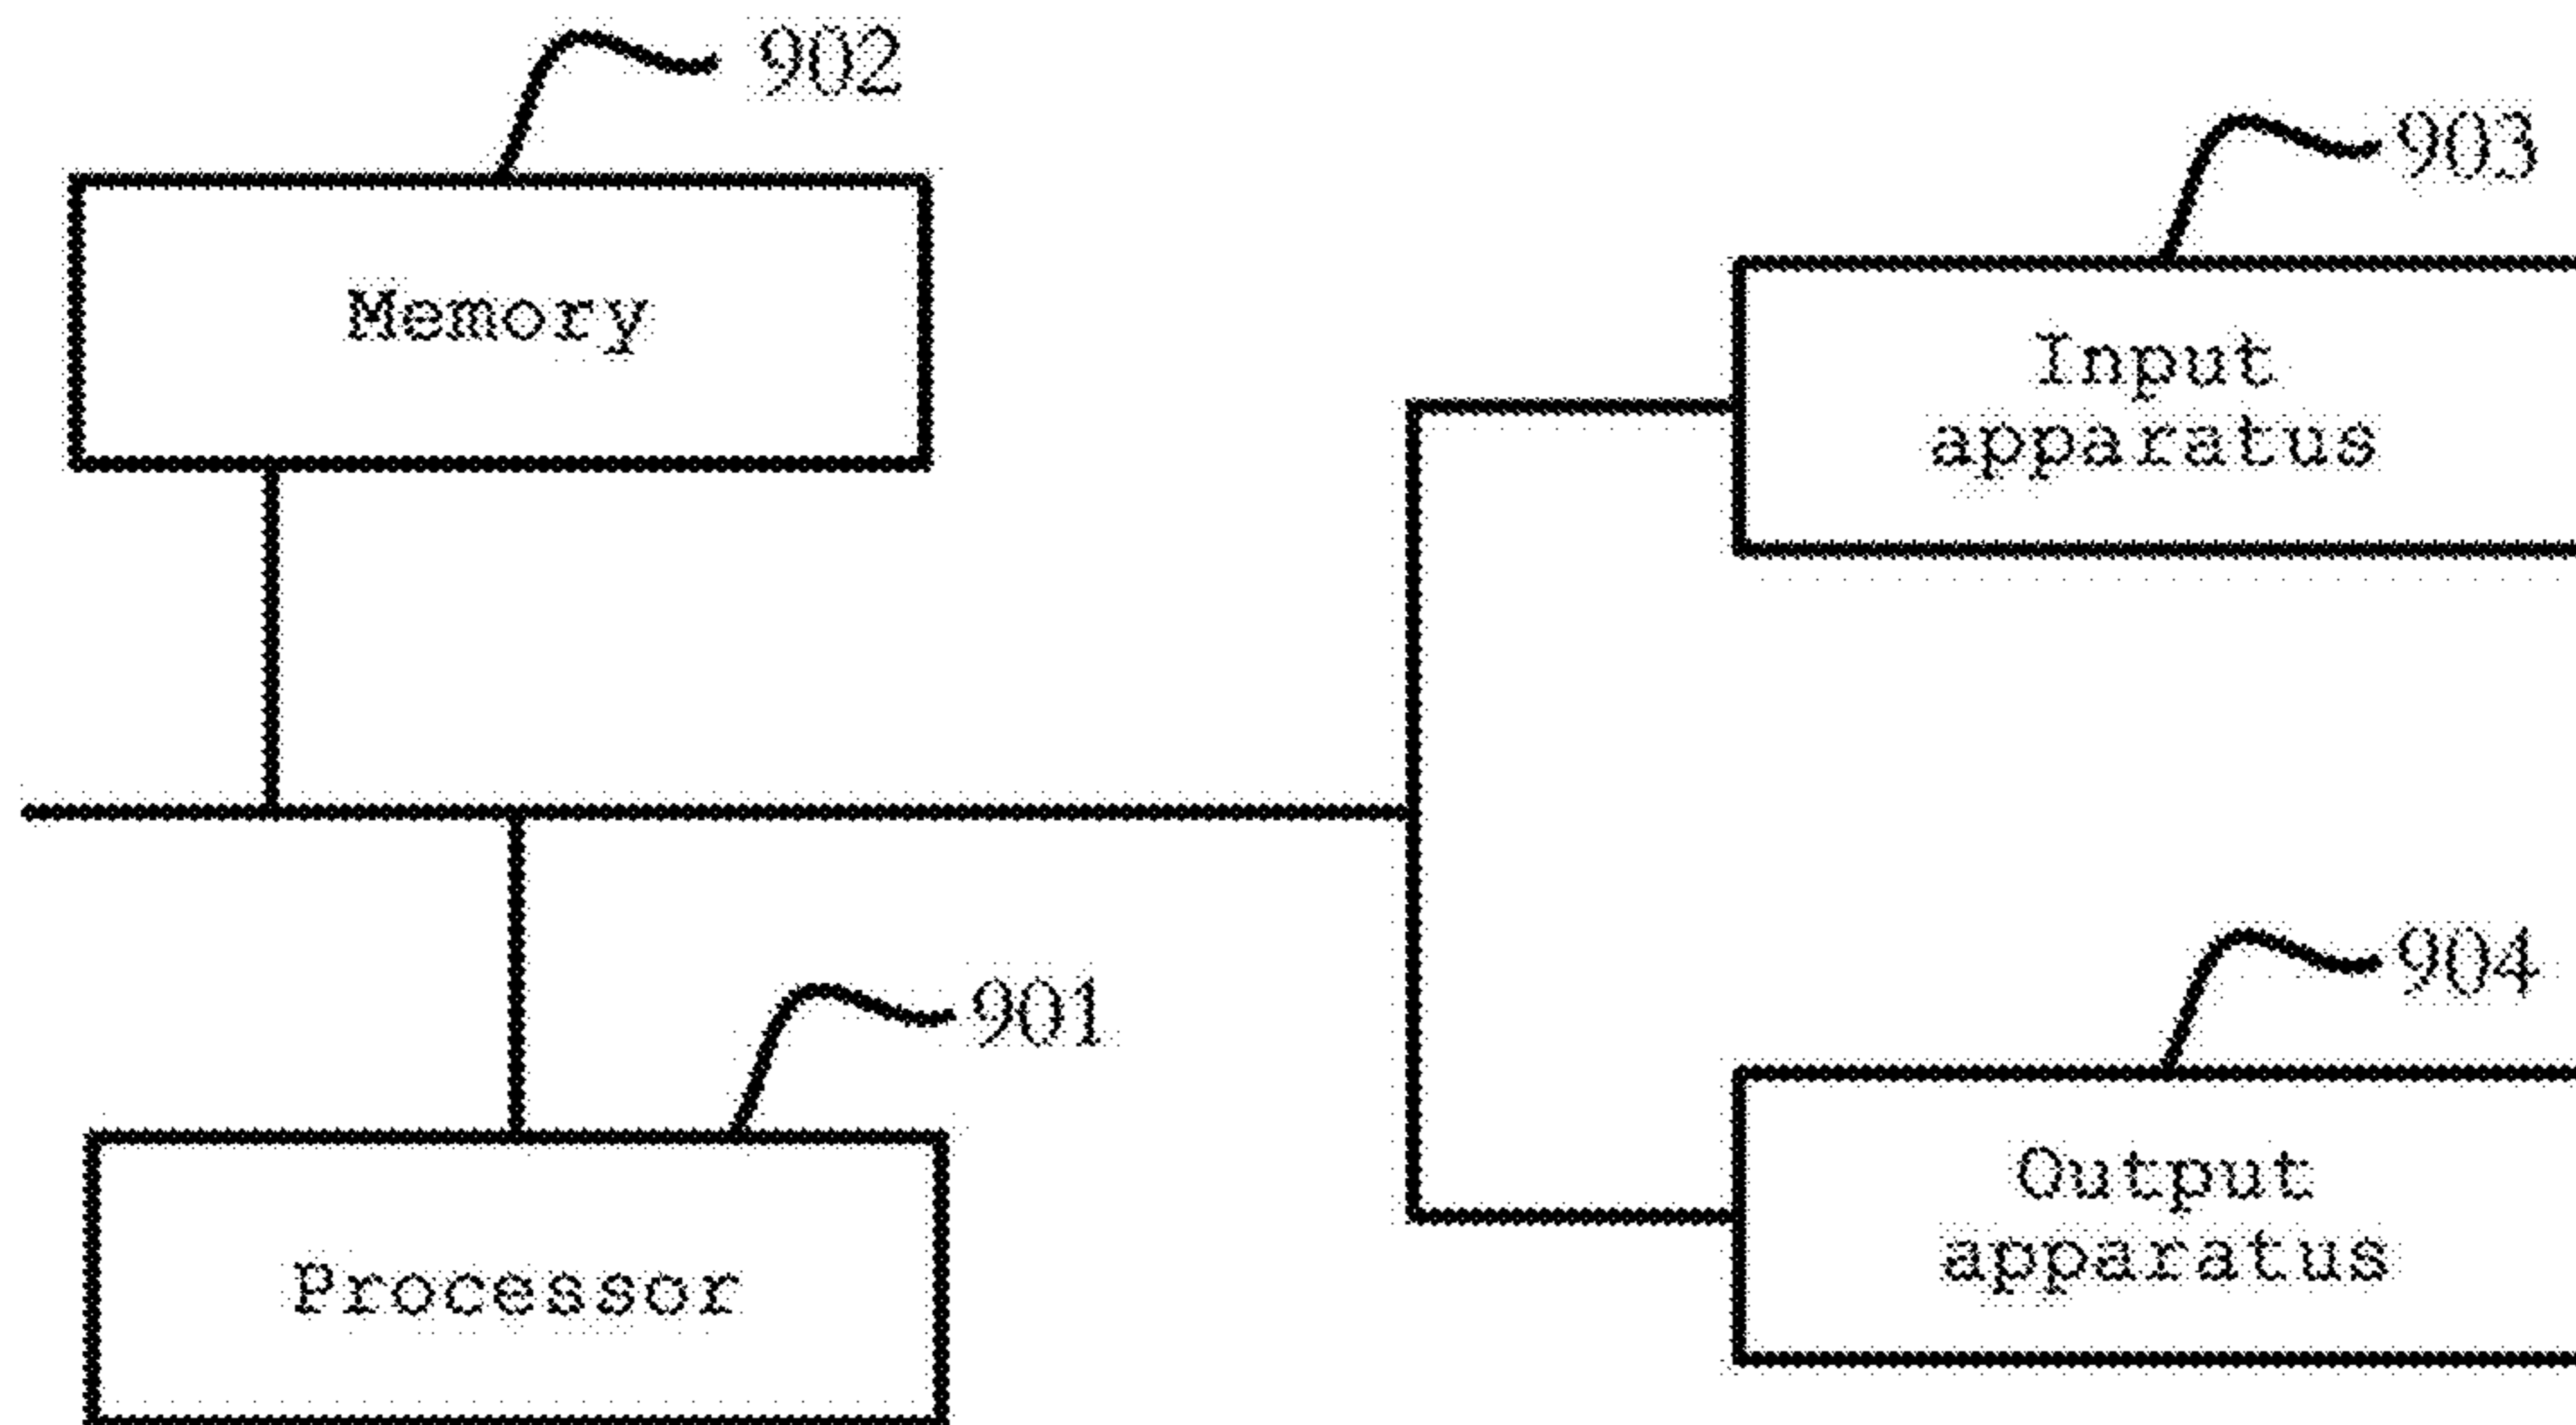 902
Memory
903
Input
apparatus
901
Processor
904
Output
apparatus